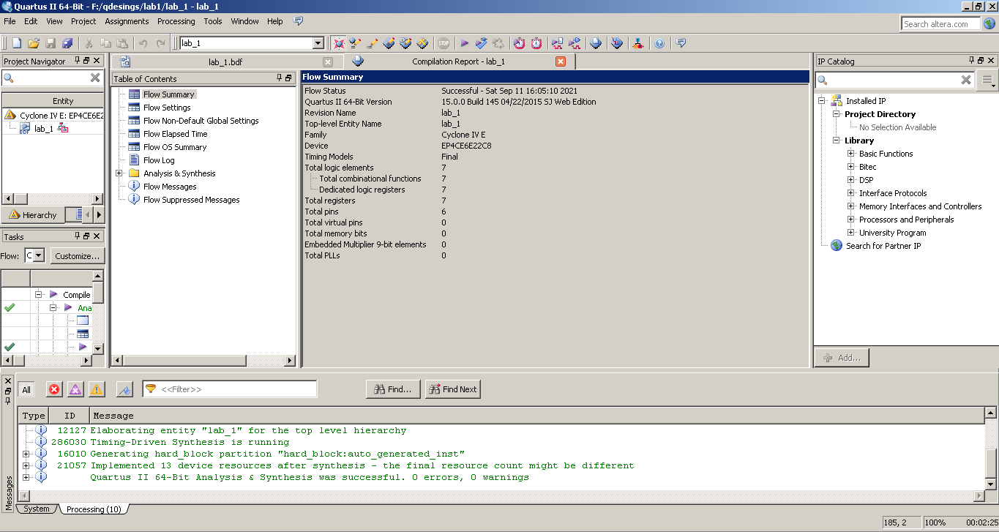 Quartus II 64-Bit - F:/qdesings/lab1/lab_1 - lab_1
File Edit View Project Assignments Processing Tools Window Help
Search altera.com
lab_1
STOP
Project Navigator
Entity
Cyclone IV E: EP4CE6E2
BDF lab_1
Hierarchy
Tasks
Flow: C Customize...
Compile
Ana
lab_1.bdf
Compilation Report - lab_1
Table of Contents
Flow Summary
Flow Settings
Flow Non-Default Global Settings
Flow Elapsed Time
Flow OS Summary
Flow Log
Analysis & Synthesis
Flow Messages
Flow Suppressed Messages
Flow Summary
Flow Status Successful - Sat Sep 11 16:05:10 2021
Quartus II 64-Bit Version 15.0.0 Build 145 04/22/2015 SJ Web Edition
Revision Name lab_1
Top-level Entity Name lab_1
Family Cyclone IV E
Device EP4CE6E22C8
Timing Models Final
Total logic elements 7
Total combinational functions 7
Dedicated logic registers 7
Total registers 7
Total pins 6
Total virtual pins 0
Total memory bits 0
Embedded Multiplier 9-bit elements 0
Total PLLs 0
IP Catalog
Installed IP
Project Directory
No Selection Available
Library
Basic Functions
Bitec
DSP
Interface Protocols
Memory Interfaces and Controllers
Processors and Peripherals
University Program
Search for Partner IP
Add...
All <<Filter>> Find... Find Next
Type ID Message
12127 Elaborating entity "lab_1" for the top level hierarchy
286030 Timing-Driven Synthesis is running
16010 Generating hard_block partition "hard_block:auto_generated_inst"
21057 Implemented 13 device resources after synthesis - the final resource count might be different
Quartus II 64-Bit Analysis & Synthesis was successful. 0 errors, 0 warnings
Messages
System Processing (10)
185, 2 100% 00:02:25